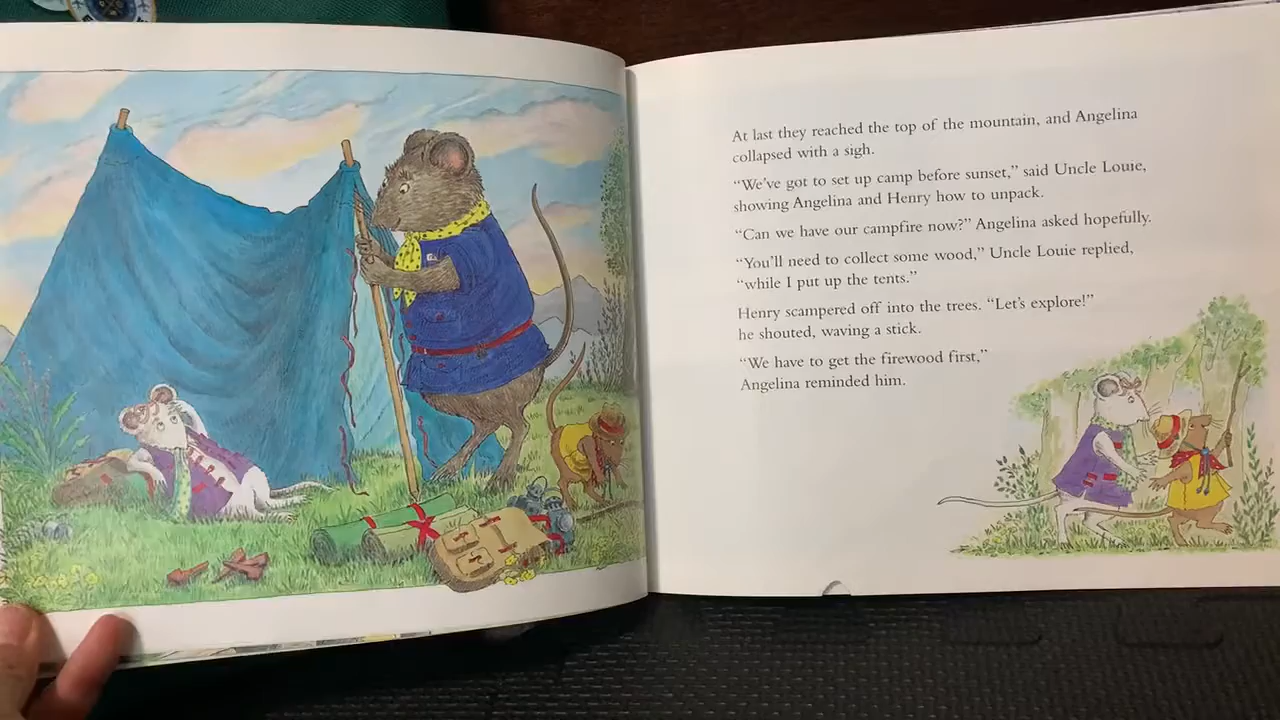 At last they reached the top of the mountain, and Angelina
collapsed with a sigh.
“We’ve got to set up camp before sunset,” said Uncle Louie,
showing Angelina and Henry how to unpack.
“Can we have our campfire now?” Angelina asked hopefully.
“You’ll need to collect some wood,” Uncle Louie replied,
“while I put up the tents.”
Henry scampered off into the trees. “Let’s explore!”
he shouted, waving a stick.
“We have to get the firewood first,”
Angelina reminded him.